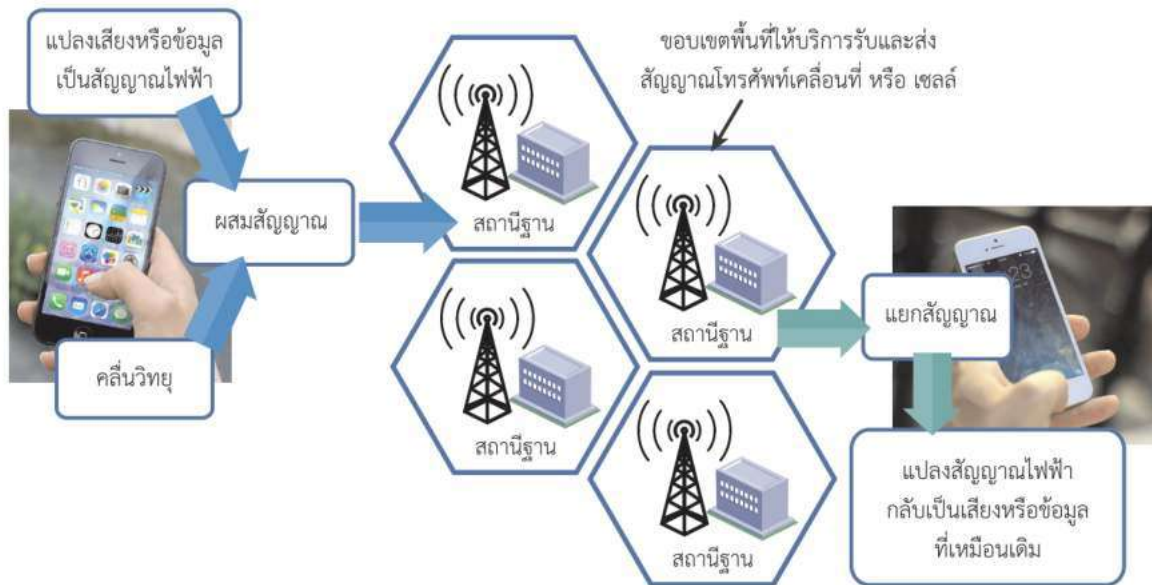 แปลงเสียงหรือข้อมูล
เป็นสัญญาณไฟฟ้า
ผสมสัญญาณ
คลื่นวิทยุ
สถานีฐาน
ขอบเขตพื้นที่ให้บริการรับและส่ง
สัญญาณโทรศัพท์เคลื่อนที่ หรือ เซลล์
สถานีฐาน
สถานีฐาน
สถานีฐาน
แยกสัญญาณ
แปลงสัญญาณไฟฟ้า
กลับเป็นเสียงหรือข้อมูล
ที่เหมือนเดิม